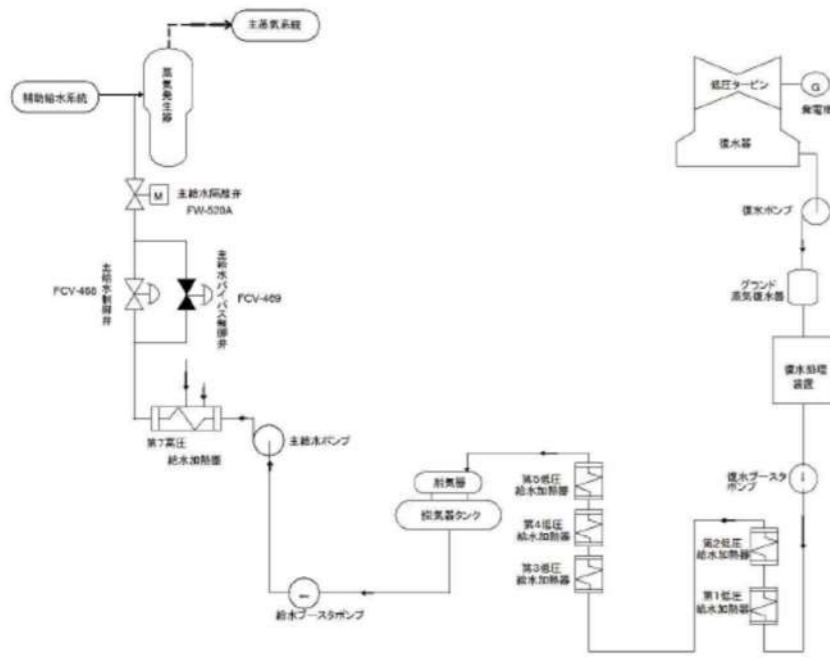 主蒸気系統
蒸気発生器
補助給水系統
主給水隔離弁
FW-520A
M
主給水制御弁
FCV-468
主給水バイパス制御弁
FCV-469
第7高圧
給水加熱器
主給水ポンプ
給水ブースタポンプ
脱気器
脱気器タンク
第5低圧
給水加熱器
第4低圧
給水加熱器
第3低圧
給水加熱器
低圧タービン
G
発電機
復水器
復水ポンプ
グランド
蒸気復水器
復水処理
装置
復水ブースタ
ポンプ
第2低圧
給水加熱器
第1低圧
給水加熱器